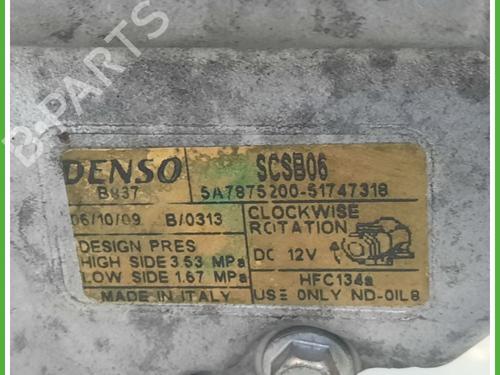 B-PARTS
DENSO
SCSB06
B837
5A7875200-51747318
06/10/09 B/0313
CLOCKWISE
ROTATION
DESIGN PRES
HIGH SIDE 3.53 MPa
LOW SIDE 1.67 MPa
DC 12V
HFC134a
MADE IN ITALY
USE ONLY ND-OIL8